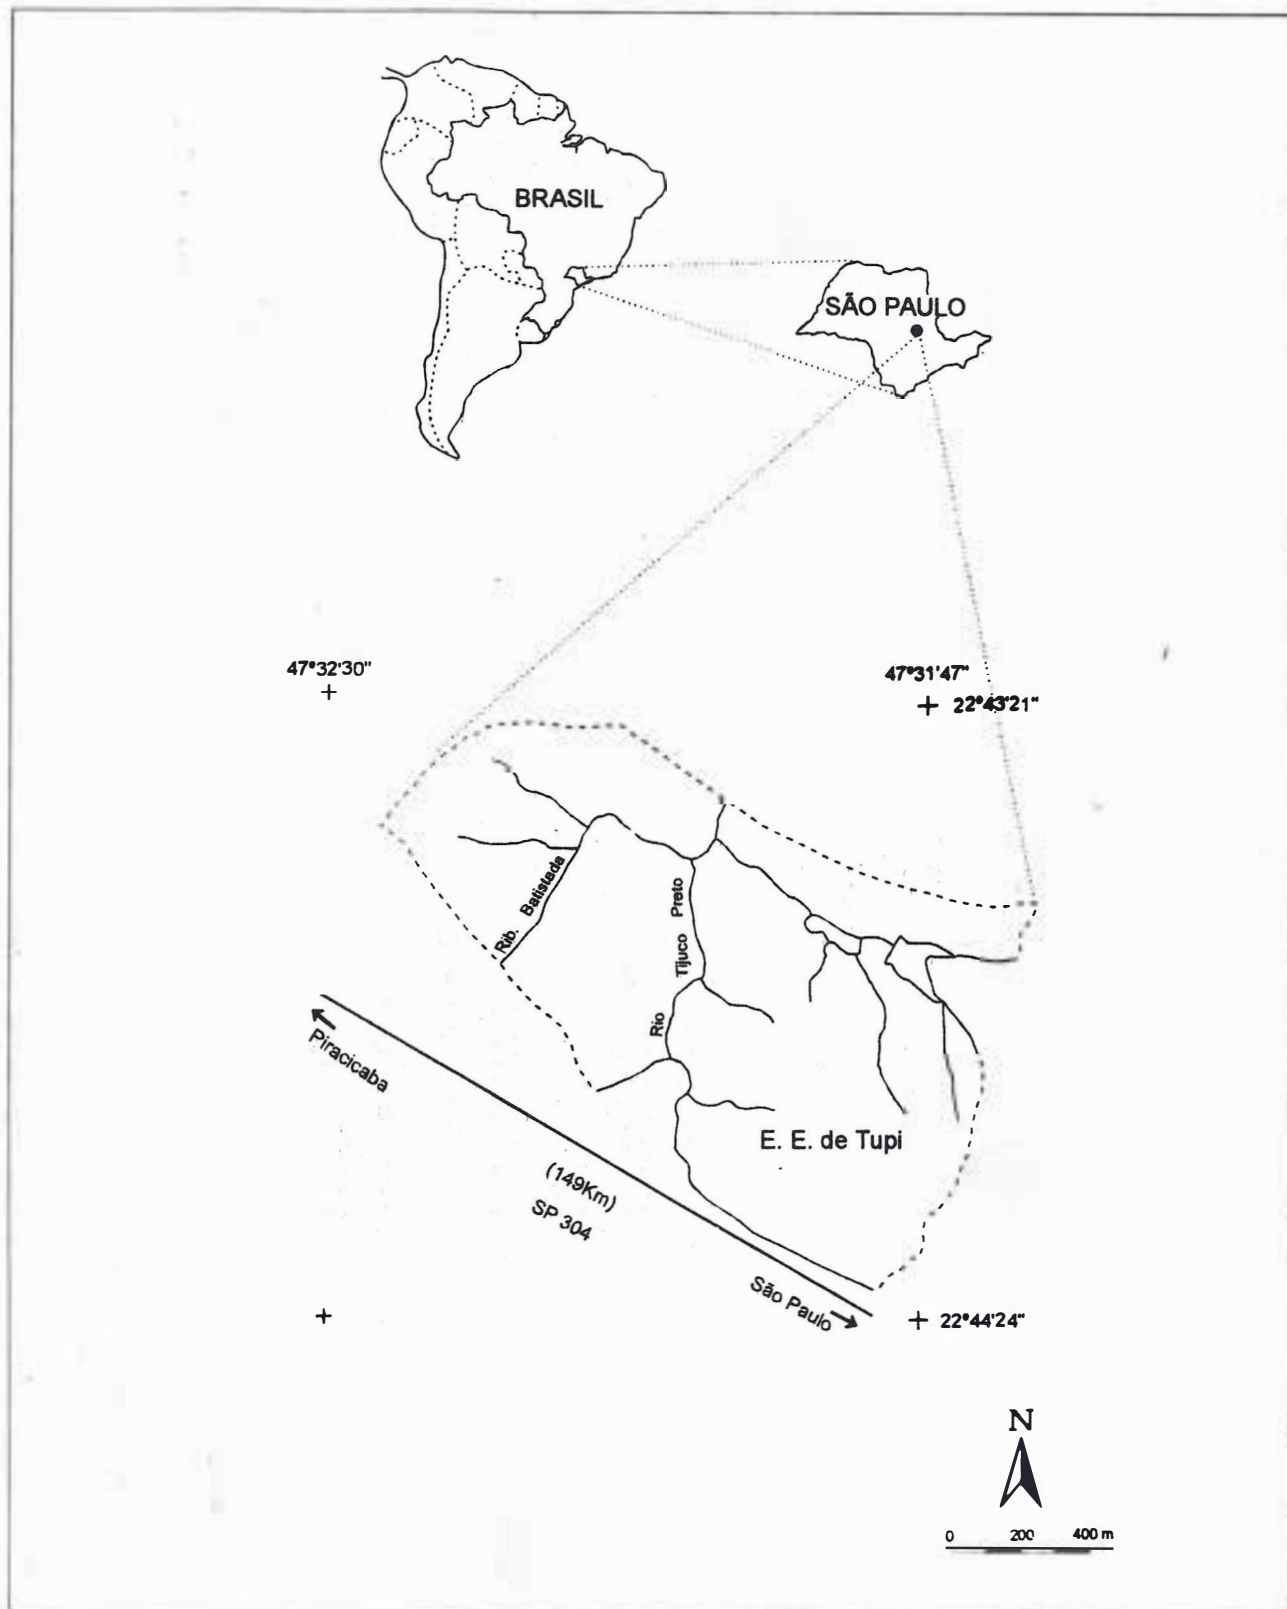 BRASIL
SÃO PAULO
47°32'30"
47°31'47"
22°43'21"
Rib. Batistada
Rio Tijuco Preto
Piracicaba
E. E. de Tupi
(149Km)
SP 304
São Paulo
22°44'24"
N
0 200 400 m